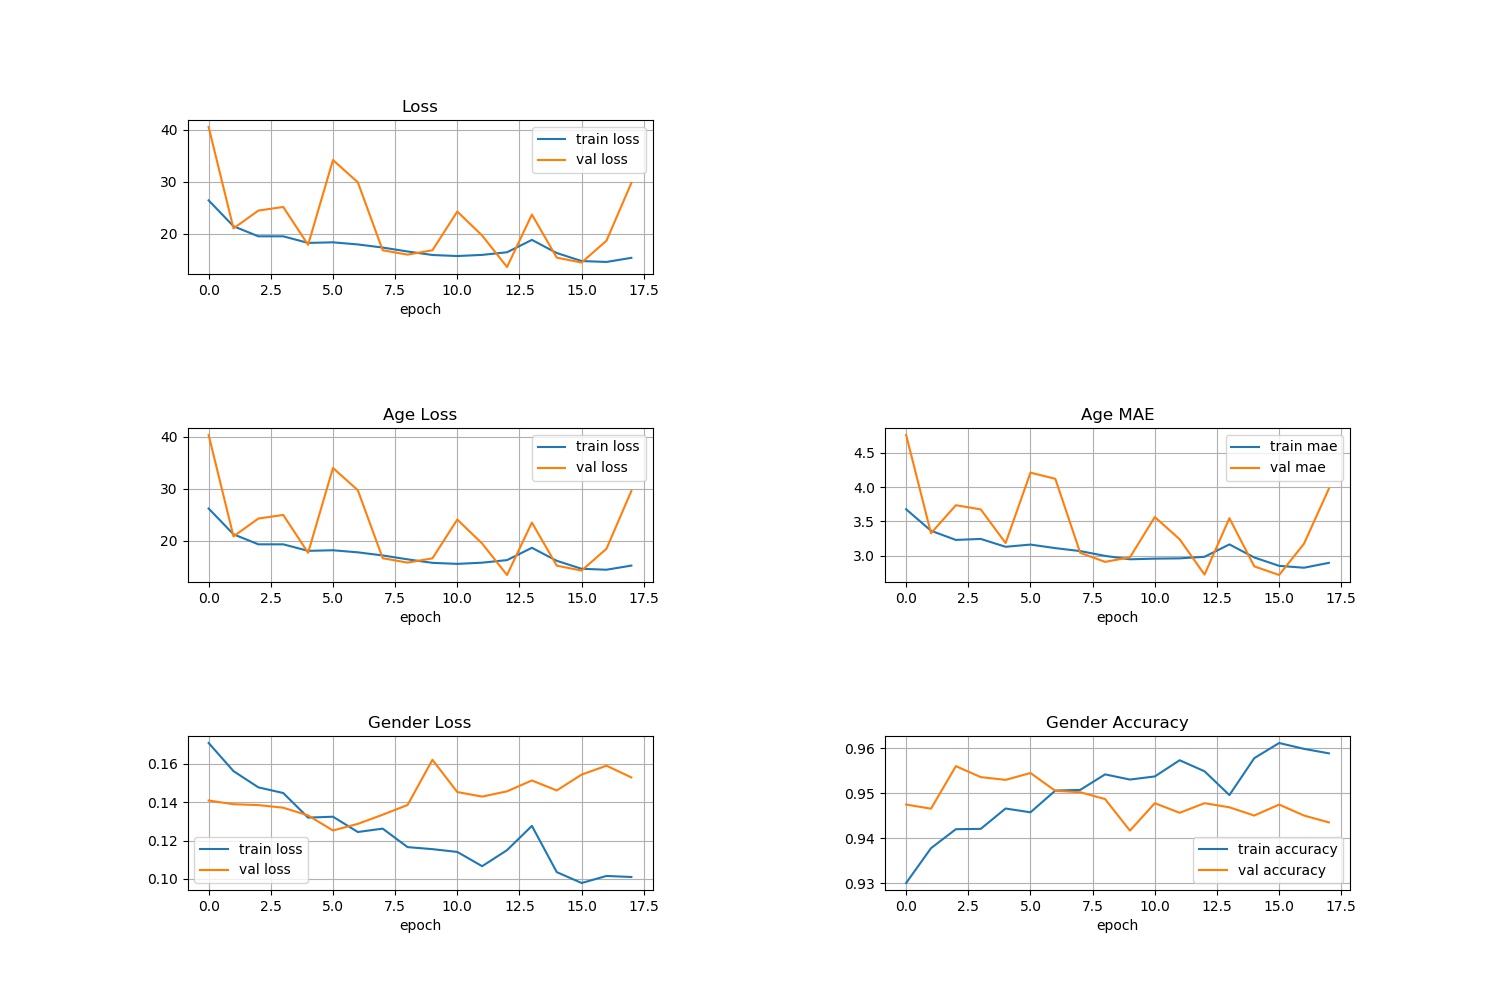 Loss
40
30
20
train loss
val loss
0.0 2.5 5.0 7.5 10.0 12.5 15.0 17.5
epoch
Age Loss
40
30
20
train loss
val loss
0.0 2.5 5.0 7.5 10.0 12.5 15.0 17.5
epoch
Age MAE
4.5
4.0
3.5
3.0
train mae
val mae
0.0 2.5 5.0 7.5 10.0 12.5 15.0 17.5
epoch
Gender Loss
0.16
0.14
0.12
0.10
train loss
val loss
0.0 2.5 5.0 7.5 10.0 12.5 15.0 17.5
epoch
Gender Accuracy
0.96
0.95
0.94
0.93
train accuracy
val accuracy
0.0 2.5 5.0 7.5 10.0 12.5 15.0 17.5
epoch